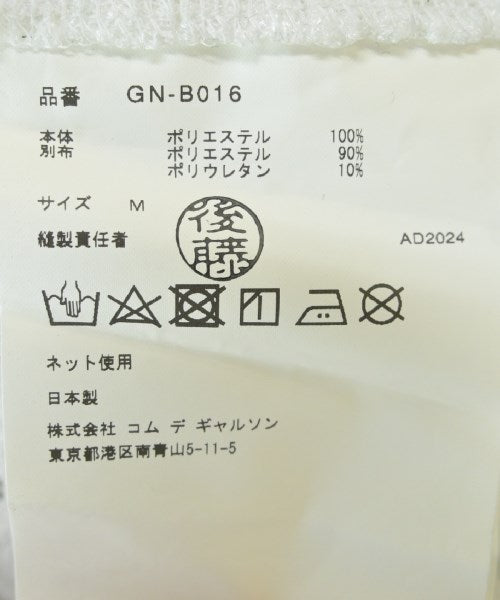 品番 GN-B016
本体 ポリエステル 100%
別布 ポリエステル 90%
ポリウレタン 10%
サイズ M
縫製責任者 後藤 AD2024
ネット使用
日本製
株式会社 コム デ ギャルソン
東京都港区南青山5-11-5